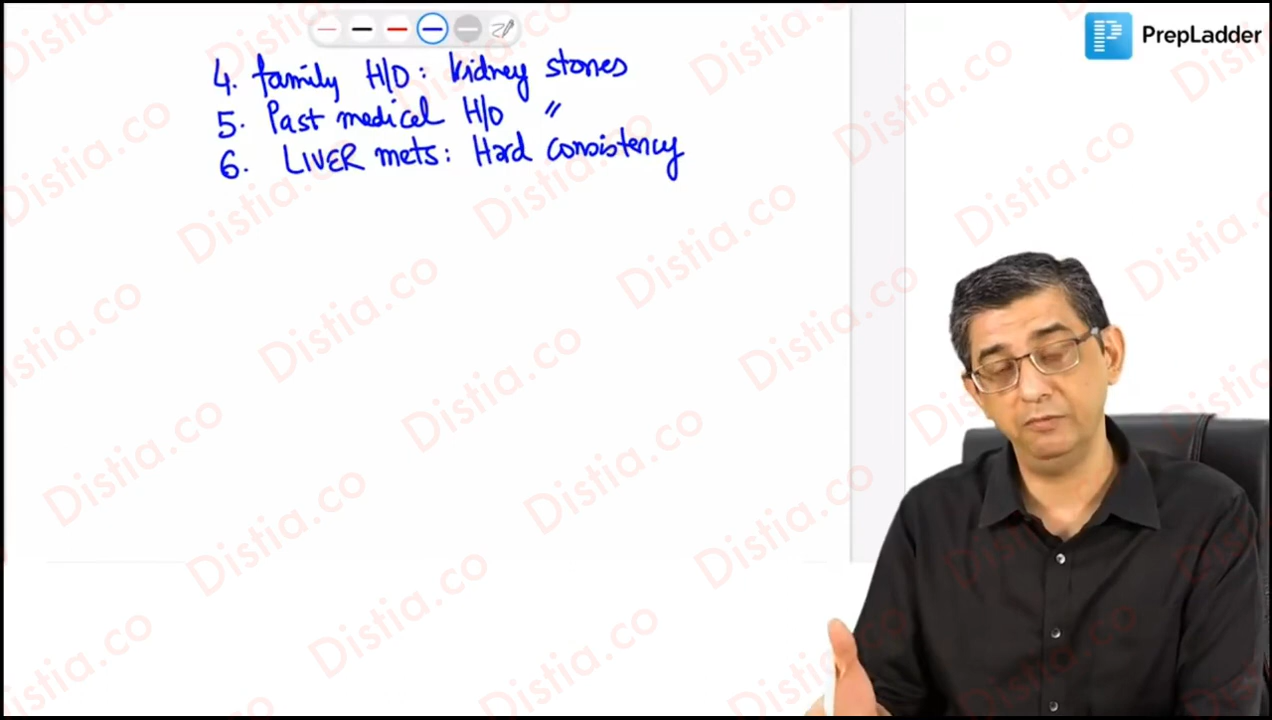 PrepLadder
4. family H/O : kidney stones
5. Past medical H/O "
6. LIVER mets : Hard consistency
Distia.co